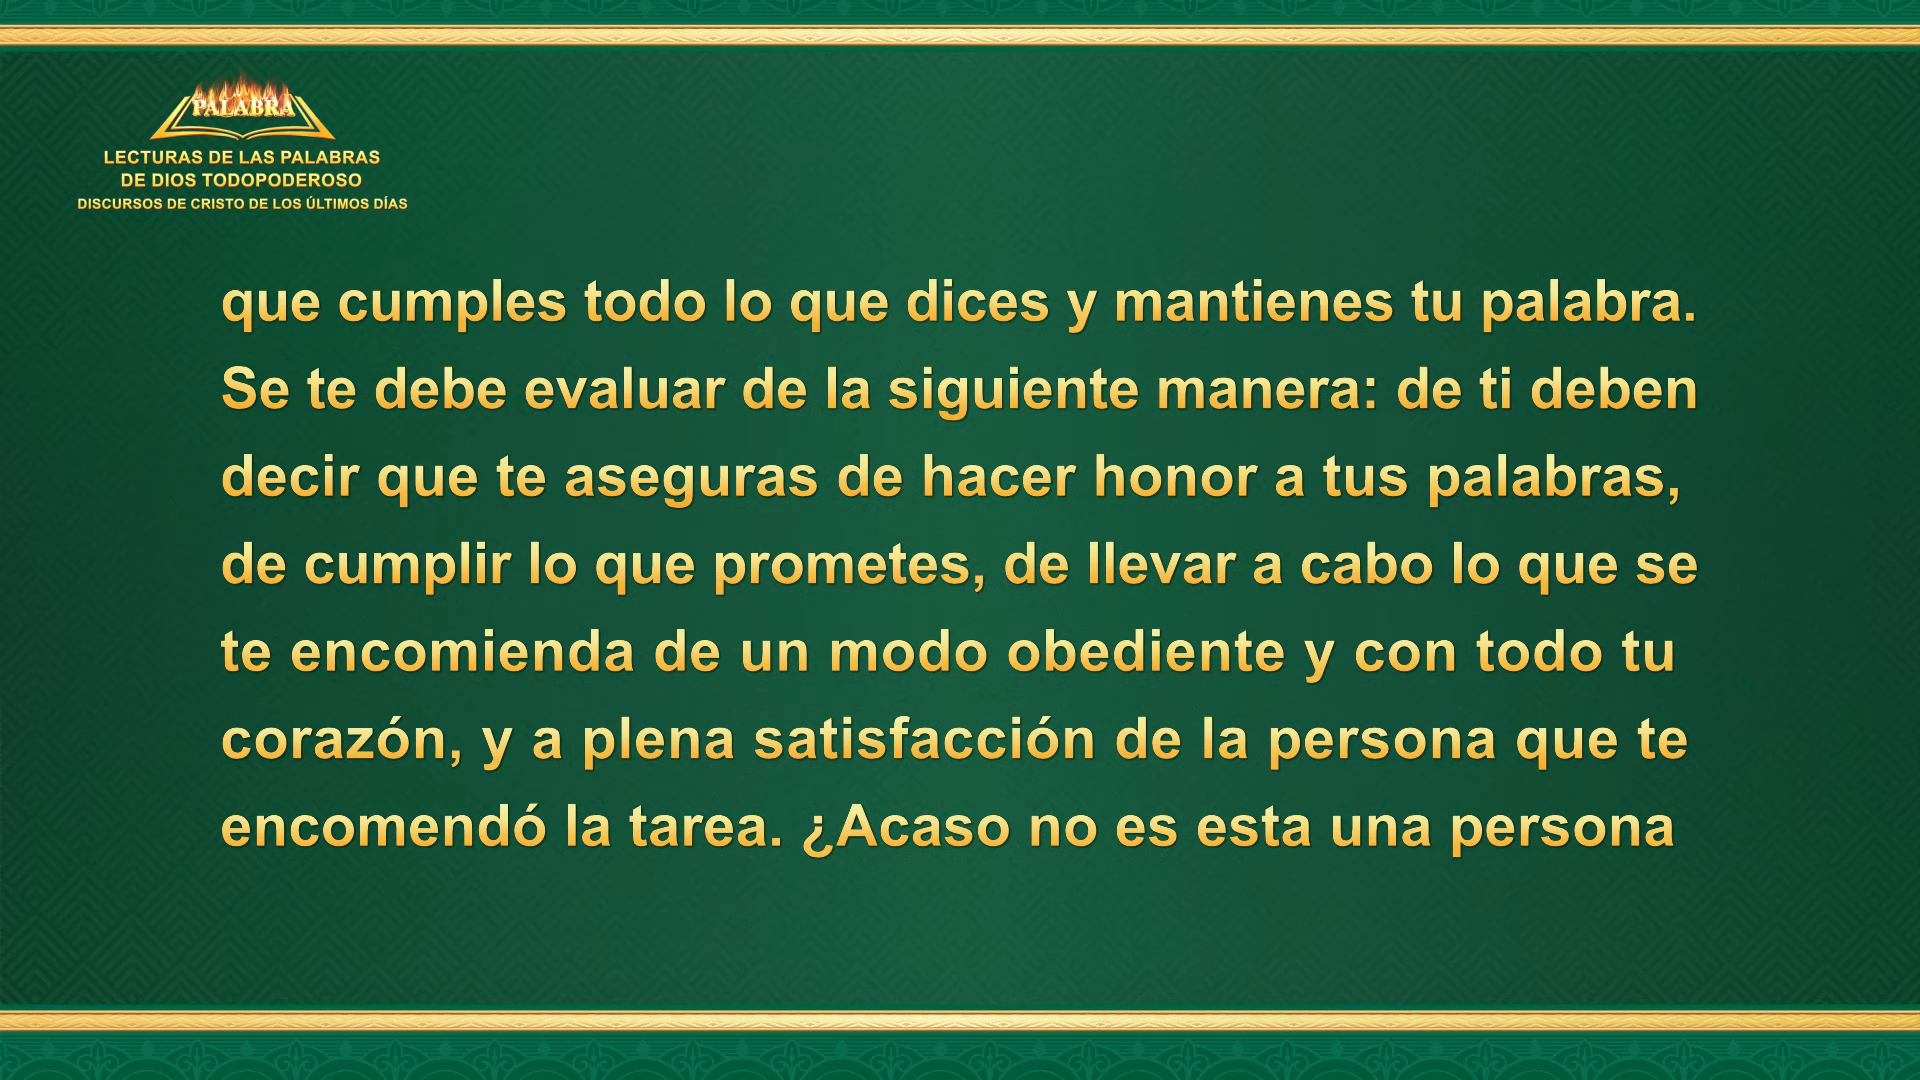 PALABRA
LECTURAS DE LAS PALABRAS
DE DIOS TODOPODEROSO
DISCURSOS DE CRISTO DE LOS ÚLTIMOS DÍAS
que cumples todo lo que dices y mantienes tu palabra.
Se te debe evaluar de la siguiente manera: de ti deben
decir que te aseguras de hacer honor a tus palabras,
de cumplir lo que prometes, de llevar a cabo lo que se
te encomienda de un modo obediente y con todo tu
corazón, y a plena satisfacción de la persona que te
encomendó la tarea. ¿Acaso no es esta una persona